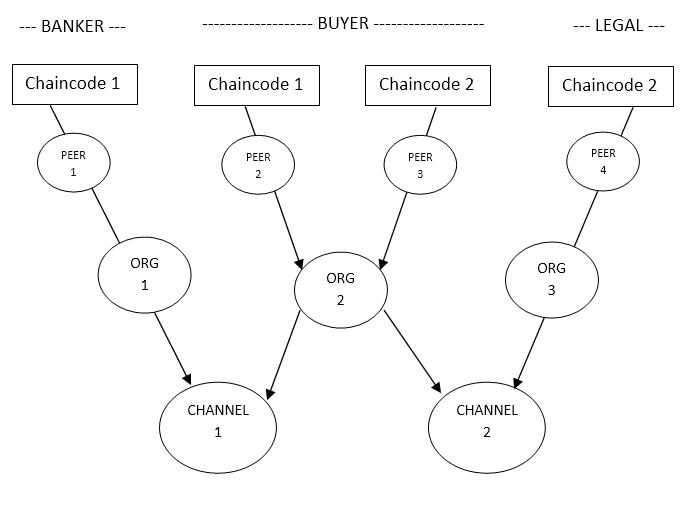 --- BANKER ---
------------------ BUYER ------------------
--- LEGAL ---
Chaincode 1
Chaincode 1
Chaincode 2
Chaincode 2
PEER
1
PEER
2
PEER
3
PEER
4
ORG
1
ORG
2
ORG
3
CHANNEL
1
CHANNEL
2